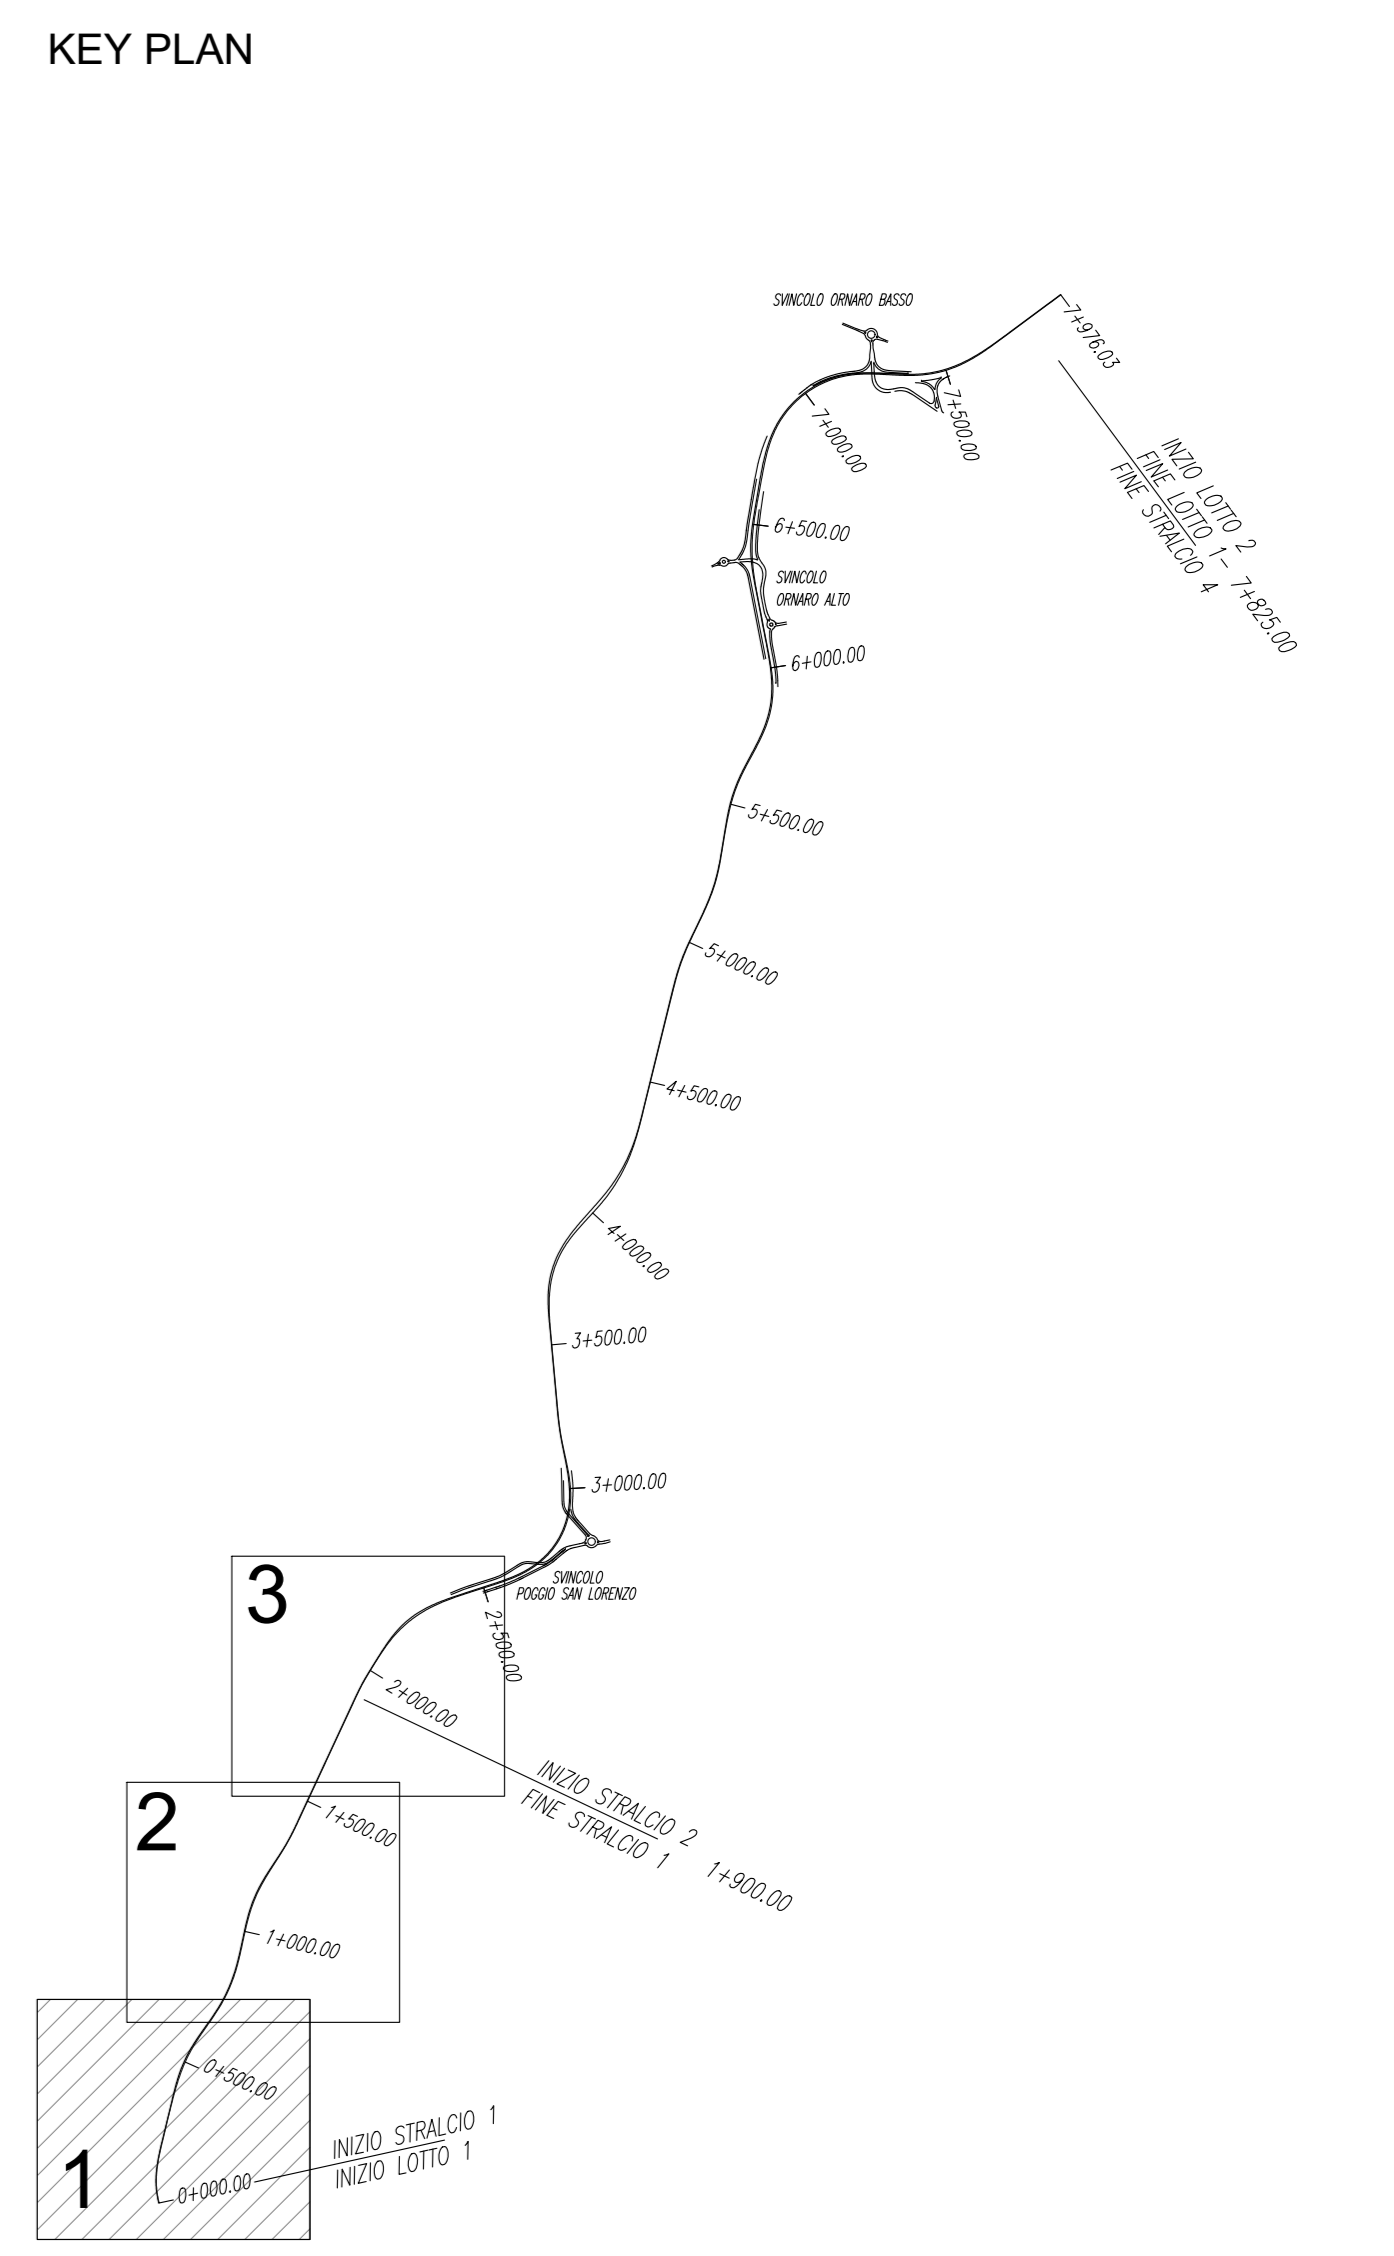 KEY PLAN
SVINCOLO ORNARO BASSO
7+976.03
7+500.00
7+000.00
INZIO LOTTO 2
FINE LOTTO 1- 7+825.00
FINE STRALCIO 4
6+500.00
SVINCOLO
ORNARO ALTO
6+000.00
5+500.00
5+000.00
4+500.00
4+000.00
3+500.00
3+000.00
SVINCOLO
POGGIO SAN LORENZO
3
2+500.00
2+000.00
INIZIO STRALCIO 2
FINE STRALCIO 1
1+900.00
2
1+500.00
1+000.00
0+500.00
1
0+000.00
INIZIO STRALCIO 1
INIZIO LOTTO 1